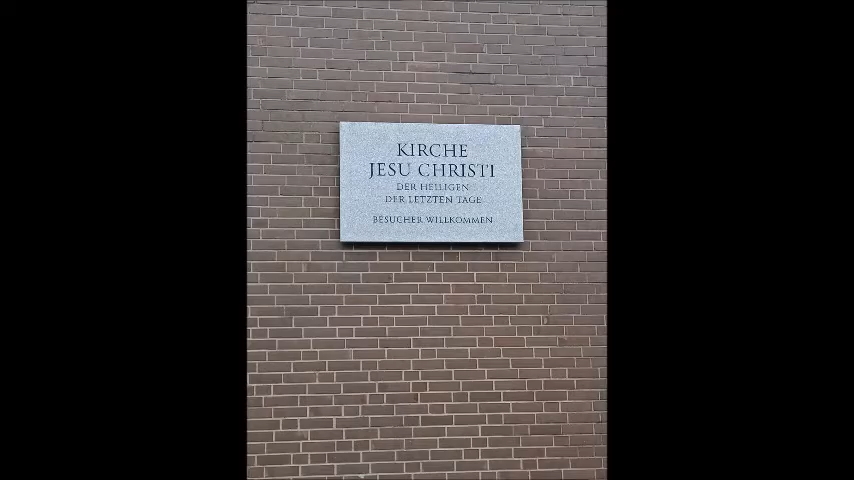 KIRCHE
JESU CHRISTI
DER HEILIGEN
DER LETZTEN TAGE
BESUCHER WILLKOMMEN